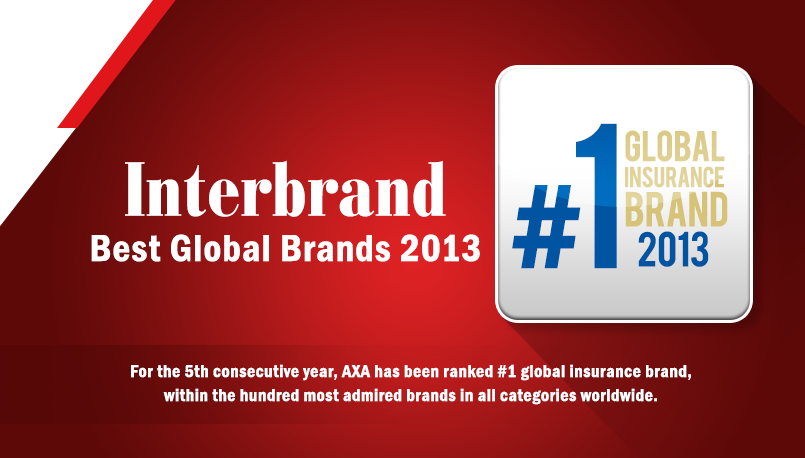 Interbrand
Best Global Brands 2013
#1
GLOBAL
INSURANCE
BRAND
2013
For the 5th consecutive year, AXA has been ranked #1 global insurance brand,
within the hundred most admired brands in all categories worldwide.